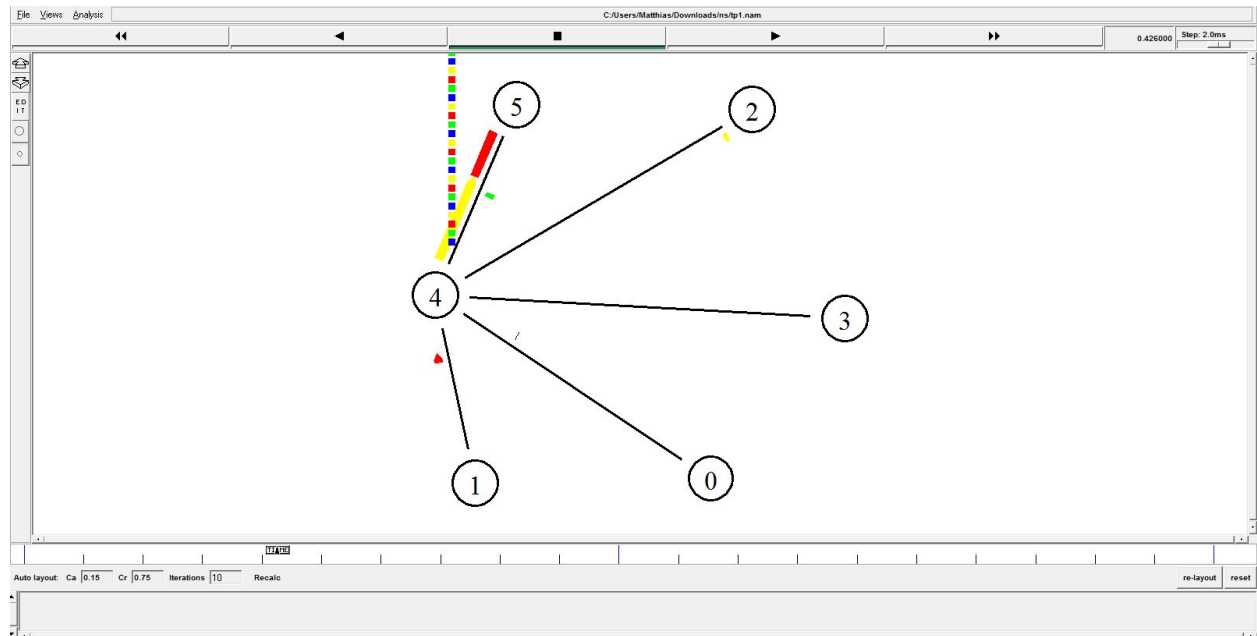 File Views Analysis C:/Users/Matthias/Downloads/ns/tp1.nam
0.426000 Step: 2.0ms
E D
I T
5
2
4
3
1
0
TIME
Auto layout: Ca 0.15 Cr 0.75 Iterations 10 Recalc re-layout reset